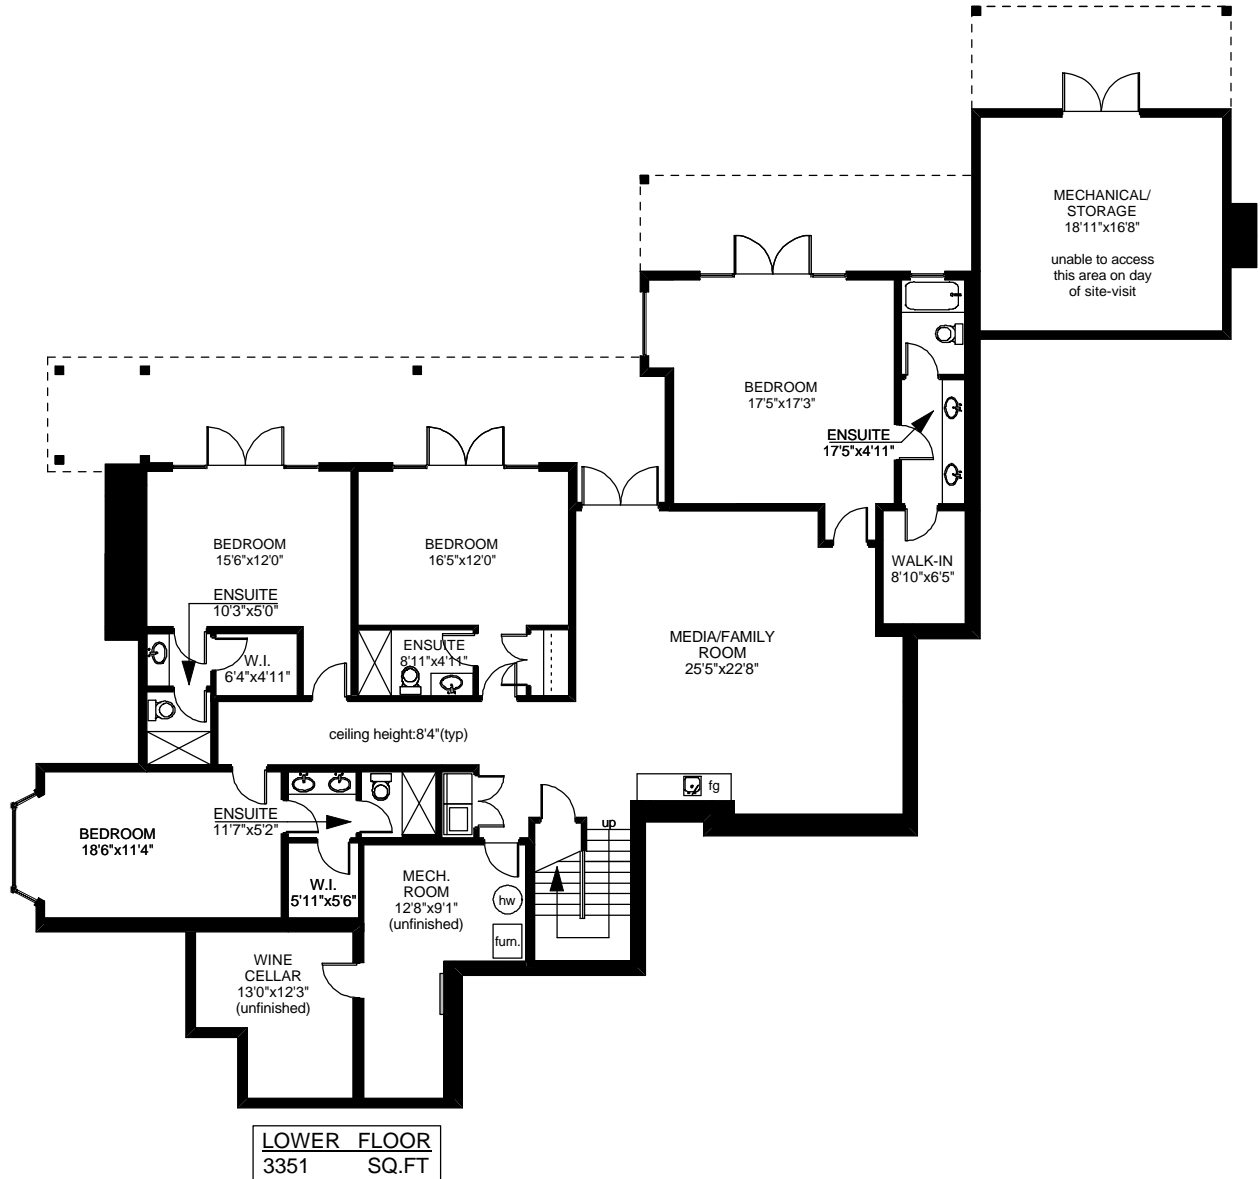 MECHANICAL/
STORAGE
18'11"x16'8"
unable to access
this area on day
of site-visit
BEDROOM
17'5"x17'3"
ENSUITE
17'5"x4'11"
WALK-IN
8'10"x6'5"
BEDROOM
15'6"x12'0"
ENSUITE
10'3"x5'0"
BEDROOM
16'5"x12'0"
W.I.
6'4"x4'11"
ENSUITE
8'11"x4'11"
MEDIA/FAMILY
ROOM
25'5"x22'8"
ceiling height:8'4"(typ)
fg
BEDROOM
18'6"x11'4"
ENSUITE
11'7"x5'2"
up
W.I.
5'11"x5'6"
MECH.
ROOM
12'8"x9'1"
(unfinished)
hw
furn.
WINE
CELLAR
13'0"x12'3"
(unfinished)
LOWER FLOOR
3351 SQ.FT